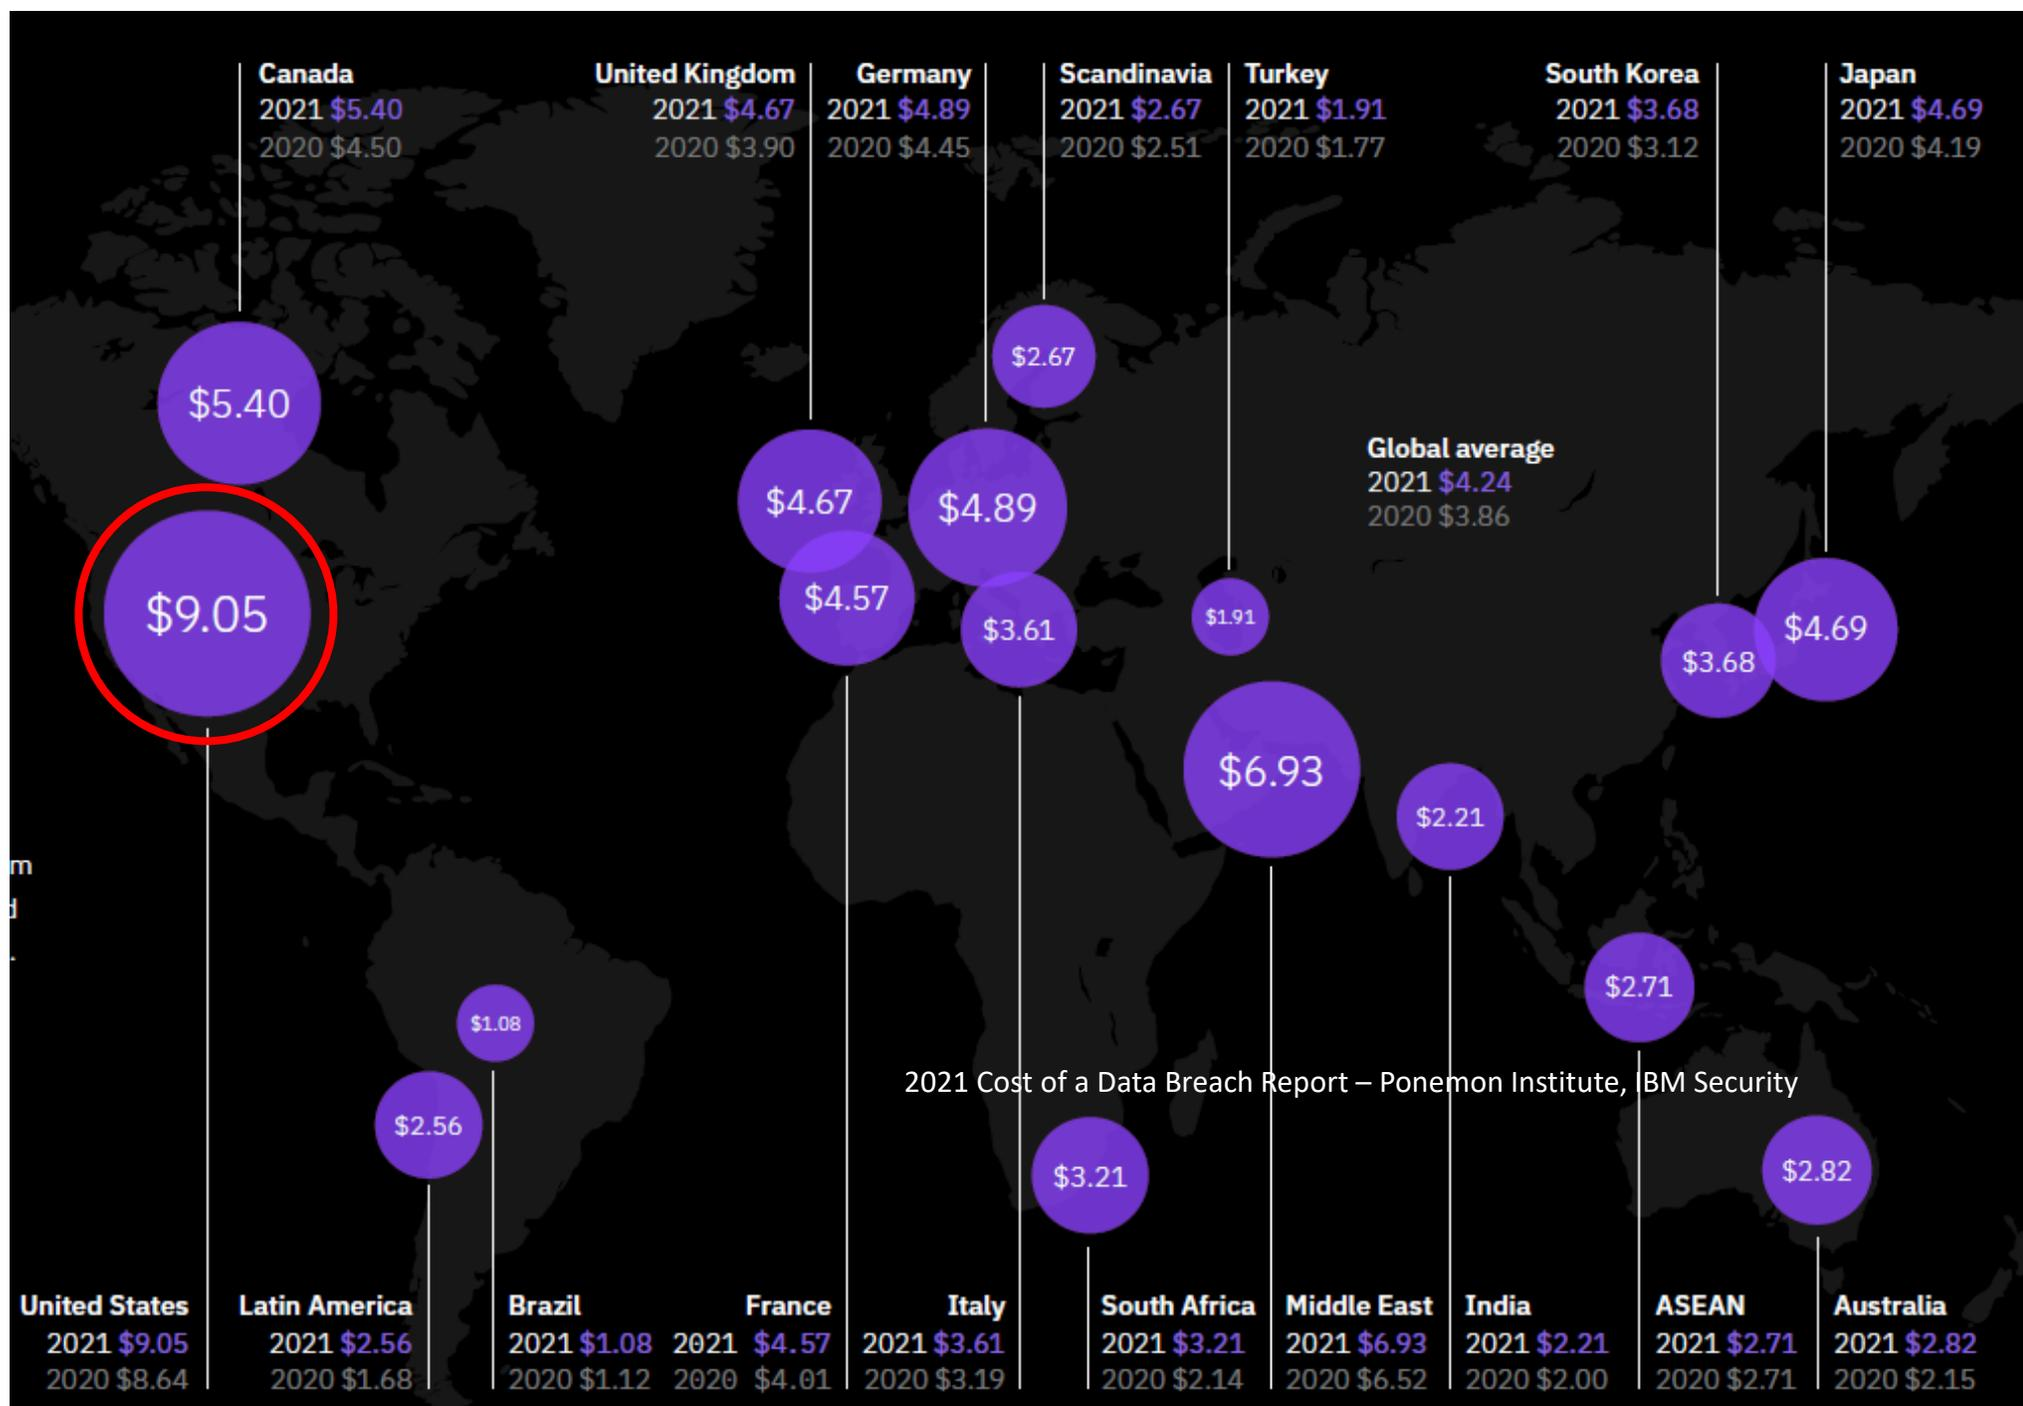 Canada
2021 $5.40
2020 $4.50
United Kingdom
2021 $4.67
2020 $3.90
Germany
2021 $4.89
2020 $4.45
Scandinavia
2021 $2.67
2020 $2.51
Turkey
2021 $1.91
2020 $1.77
South Korea
2021 $3.68
2020 $3.12
Japan
2021 $4.69
2020 $4.19
$2.67
$5.40
Global average
2021 $4.24
2020 $3.86
$4.67
$4.89
$9.05
$4.57
$3.61
$1.91
$3.68
$4.69
$6.93
$2.21
m
d
$2.71
$1.08
2021 Cost of a Data Breach Report – Ponemon Institute, IBM Security
$2.56
$3.21
$2.82
United States
2021 $9.05
2020 $8.64
Latin America
2021 $2.56
2020 $1.68
Brazil
2021 $1.08
2020 $1.12
France
2021 $4.57
2020 $4.01
Italy
2021 $3.61
2020 $3.19
South Africa
2021 $3.21
2020 $2.14
Middle East
2021 $6.93
2020 $6.52
India
2021 $2.21
2020 $2.00
ASEAN
2021 $2.71
2020 $2.71
Australia
2021 $2.82
2020 $2.15